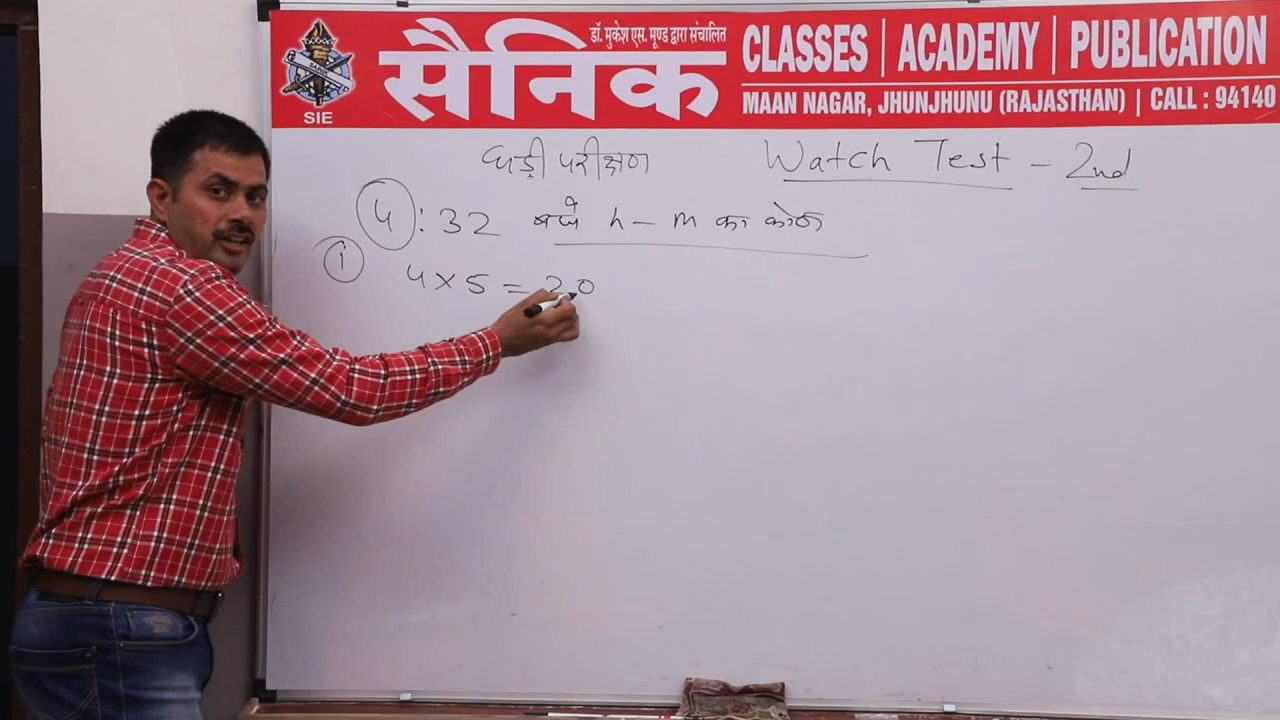 डॉ. मुकेश एस. मूण्ड द्वारा संचालित
सैनिक
SIE
CLASSES | ACADEMY | PUBLICATION
MAAN NAGAR, JHUNJHUNU (RAJASTHAN) | CALL : 94140
घड़ी परीक्षण Watch Test - 2nd
4 : 32 बजे h - m का कोण
i 4 × 5 = 20